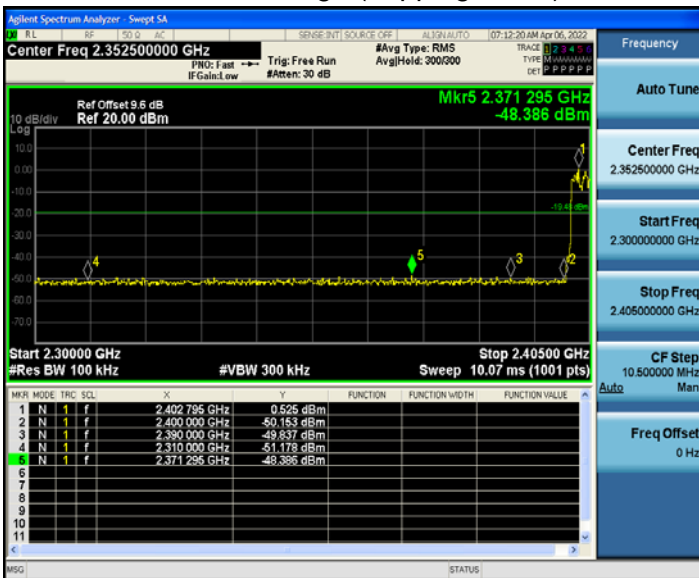 Agilent Spectrum Analyzer - Swept SA
RL RF 50 Ω AC SENSE:INT SOURCE OFF ALIGNAUTO 07:12:20 AM Apr 06, 2022
Center Freq 2.352500000 GHz
PNO: Fast
IFGain:Low
Trig: Free Run
#Atten: 30 dB
#Avg Type: RMS
Avg|Hold: 300/300
TRACE 1 2 3 4 5 6
TYPE M
DET P P P P P P
Mkr5 2.371 295 GHz
-48.386 dBm
Ref Offset 9.6 dB
10 dB/div Ref 20.00 dBm
Log
10.0
0.00
-10.0
-20.0
-30.0
-40.0
-50.0
-60.0
-70.0
1
4
5
3
2
Start 2.30000 GHz Stop 2.40500 GHz
#Res BW 100 kHz #VBW 300 kHz Sweep 10.07 ms (1001 pts)
MKR MODE TRC SCL X Y FUNCTION FUNCTION WIDTH FUNCTION VALUE
1 N 1 f 2.402 795 GHz 0.525 dBm
2 N 1 f 2.400 000 GHz -50.153 dBm
3 N 1 f 2.390 000 GHz -49.837 dBm
4 N 1 f 2.310 000 GHz -51.178 dBm
5 N 1 f 2.371 295 GHz -48.386 dBm
6
7
8
9
10
11
MSG STATUS
Frequency
Auto Tune
Center Freq
2.352500000 GHz
Start Freq
2.300000000 GHz
Stop Freq
2.405000000 GHz
CF Step
10.500000 MHz
Auto Man
Freq Offset
0 Hz